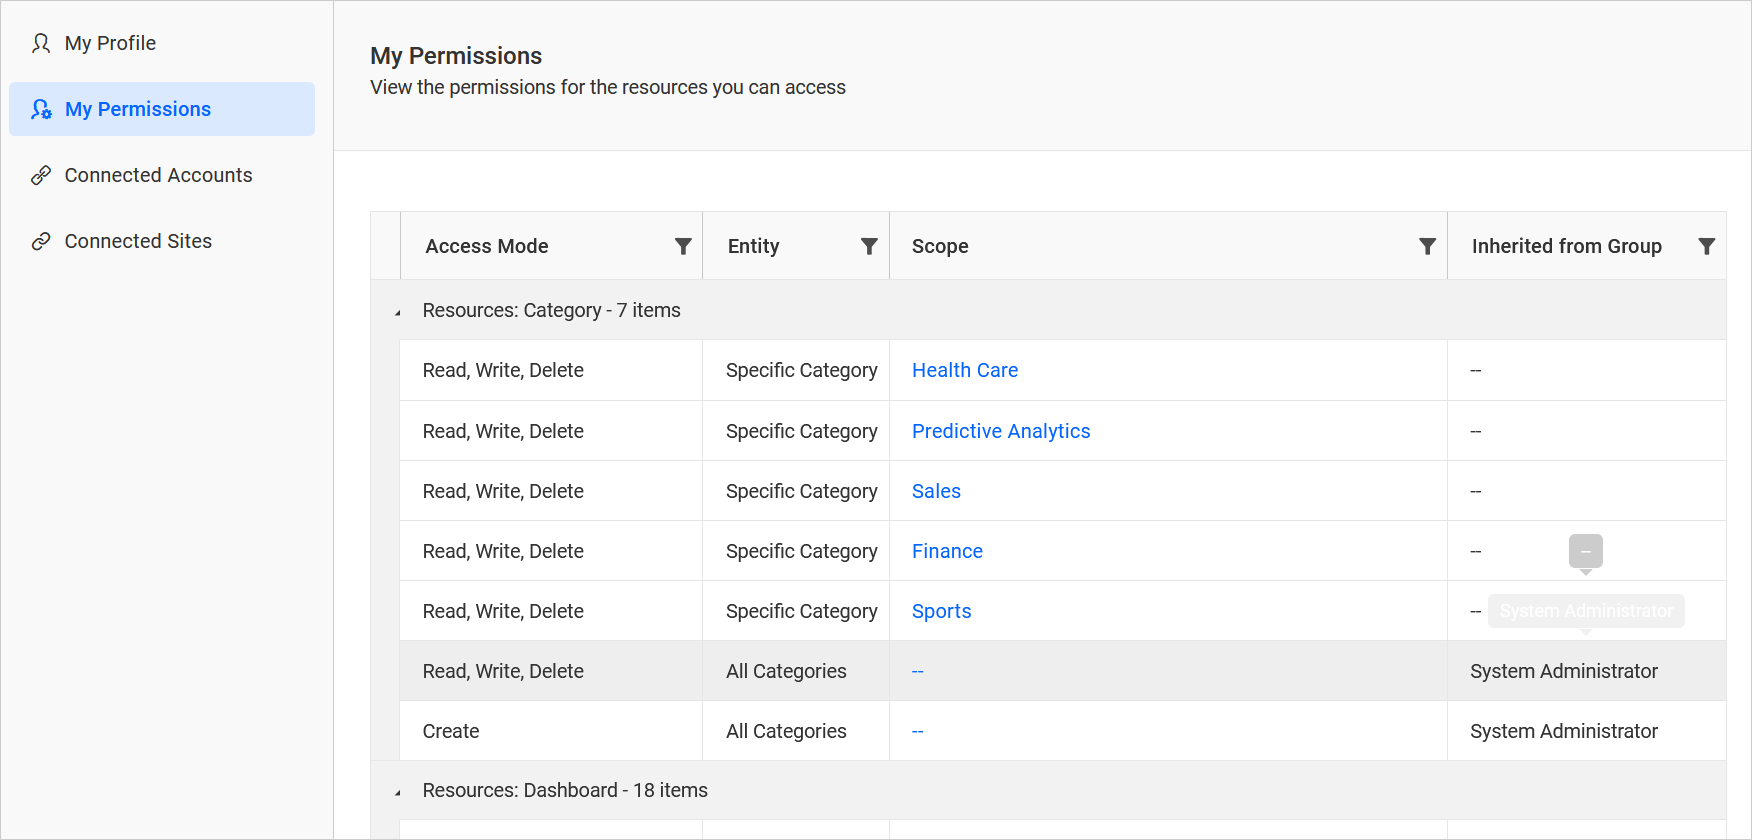 My Profile
My Permissions
Connected Accounts
Connected Sites
My Permissions
View the permissions for the resources you can access
Access Mode Entity Scope Inherited from Group
Resources: Category - 7 items
Read, Write, Delete Specific Category Health Care --
Read, Write, Delete Specific Category Predictive Analytics --
Read, Write, Delete Specific Category Sales --
Read, Write, Delete Specific Category Finance -- --
Read, Write, Delete Specific Category Sports -- System Administrator
Read, Write, Delete All Categories -- System Administrator
Create All Categories -- System Administrator
Resources: Dashboard - 18 items